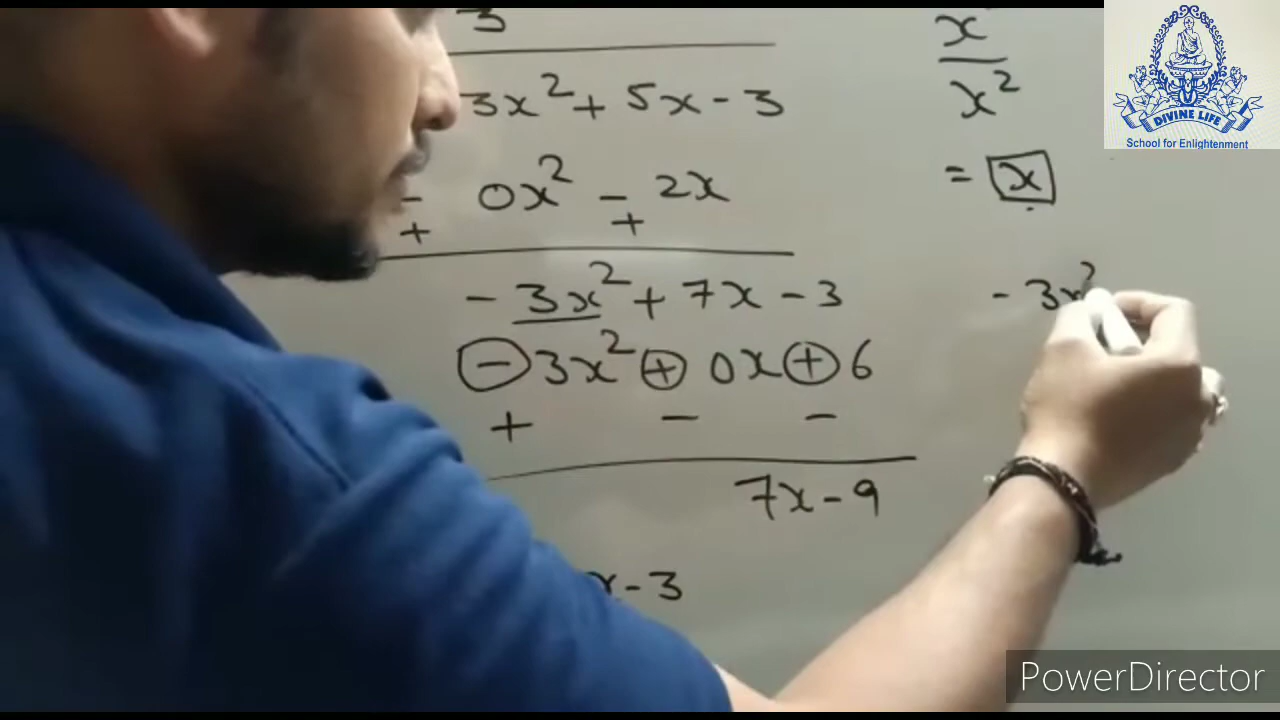 3
3x² + 5x - 3
- 0x² - 2x
+ +
- 3x² + 7x - 3
- 3x² + 0x + 6
+ - -
7x - 9
x - 3
x
x²
= x
- 3x²
DIVINE LIFE
School for Enlightenment
PowerDirector